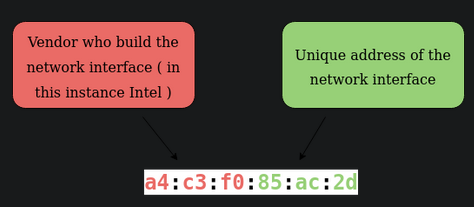 Vendor who build the
network interface ( in
this instance Intel )
Unique address of the
network interface
a4:c3:f0:85:ac:2d